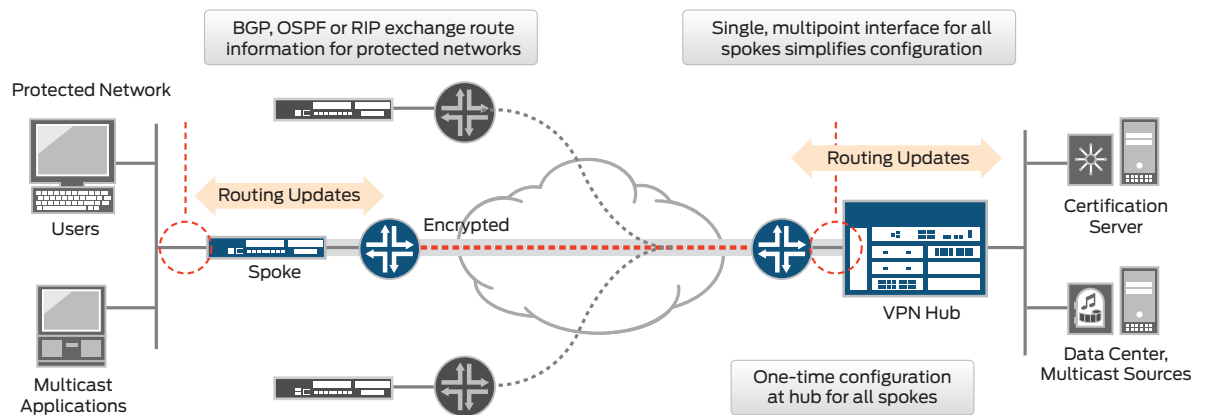 BGP, OSPF or RIP exchange route
information for protected networks
Single, multipoint interface for all
spokes simplifies configuration
Protected Network
Users
Routing Updates
Spoke
Encrypted
Routing Updates
VPN Hub
Certification
Server
Multicast
Applications
One-time configuration
at hub for all spokes
Data Center,
Multicast Sources